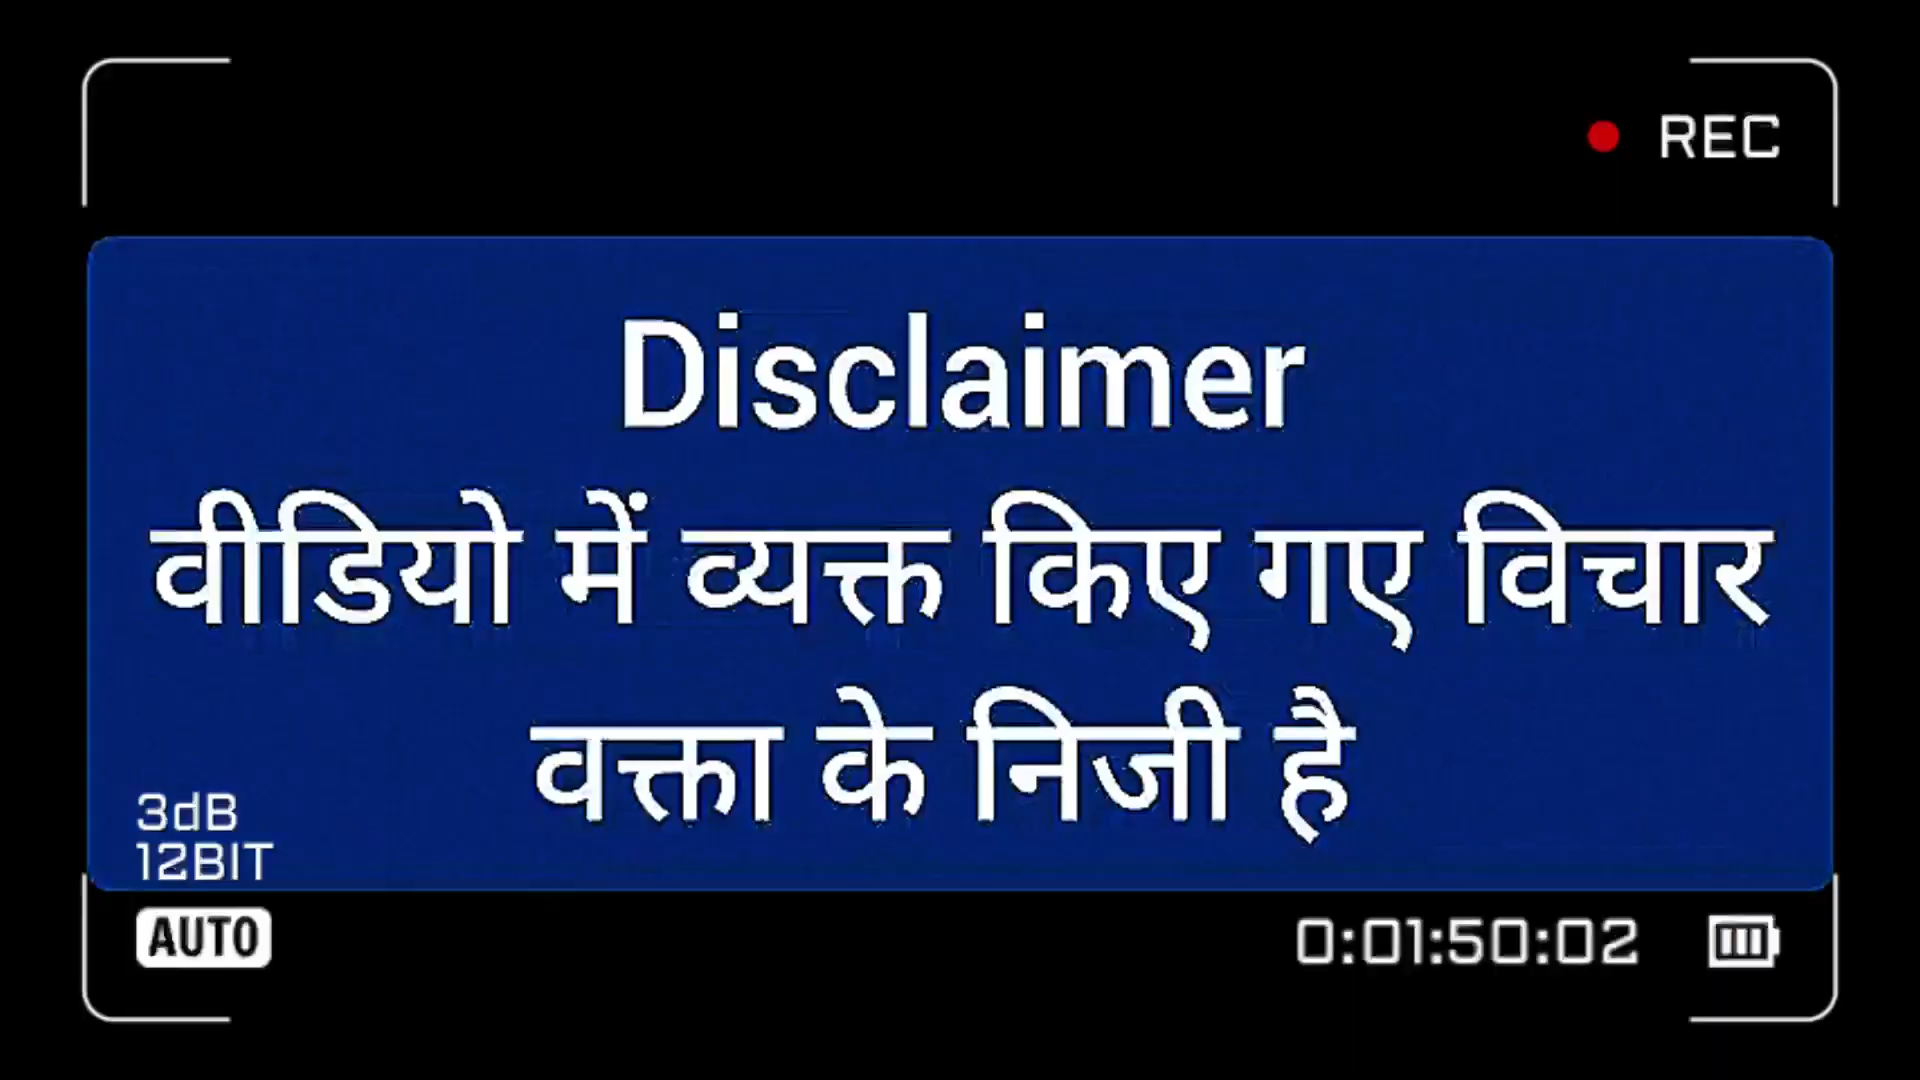 REC
Disclaimer
वीडियो में व्यक्त किए गए विचार
वक्ता के निजी है
3dB
12BIT
AUTO
0:01:50:02